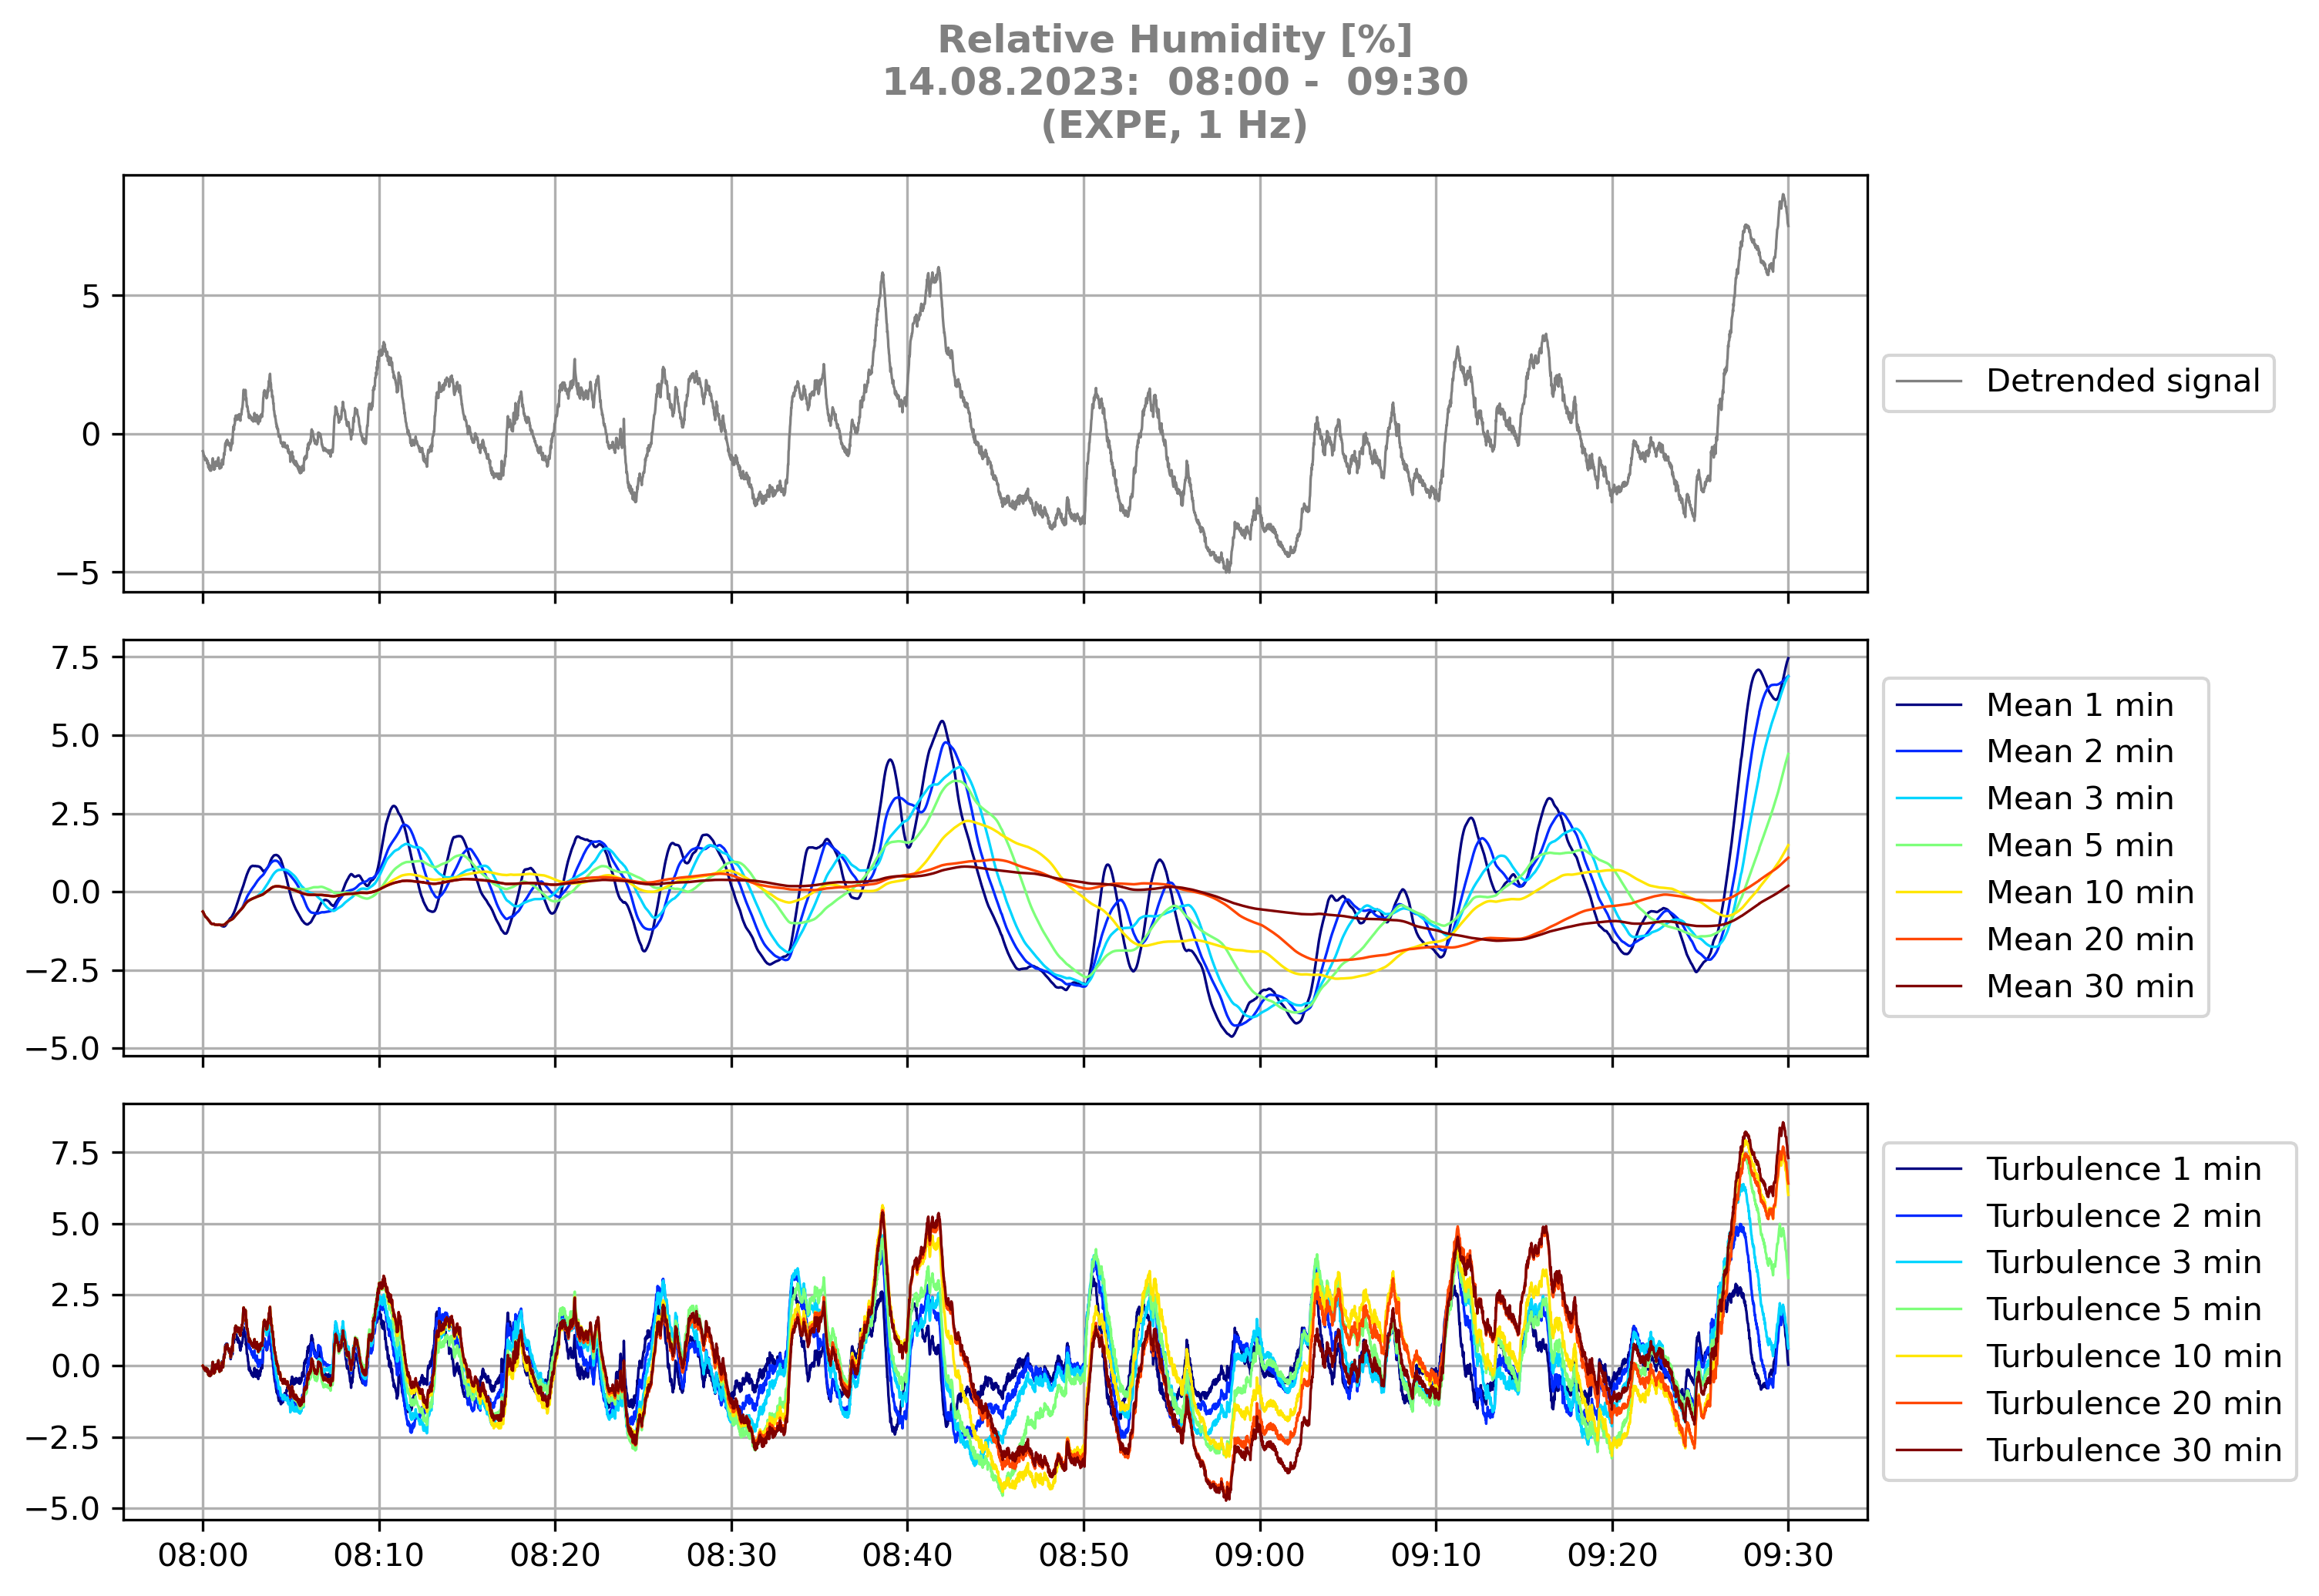 Relative Humidity [%]
14.08.2023:  08:00 -  09:30
(EXPE, 1 Hz)
5
0
−5
Detrended signal
7.5
5.0
2.5
0.0
−2.5
−5.0
Mean 1 min
Mean 2 min
Mean 3 min
Mean 5 min
Mean 10 min
Mean 20 min
Mean 30 min
7.5
5.0
2.5
0.0
−2.5
−5.0
Turbulence 1 min
Turbulence 2 min
Turbulence 3 min
Turbulence 5 min
Turbulence 10 min
Turbulence 20 min
Turbulence 30 min
08:00 08:10 08:20 08:30 08:40 08:50 09:00 09:10 09:20 09:30